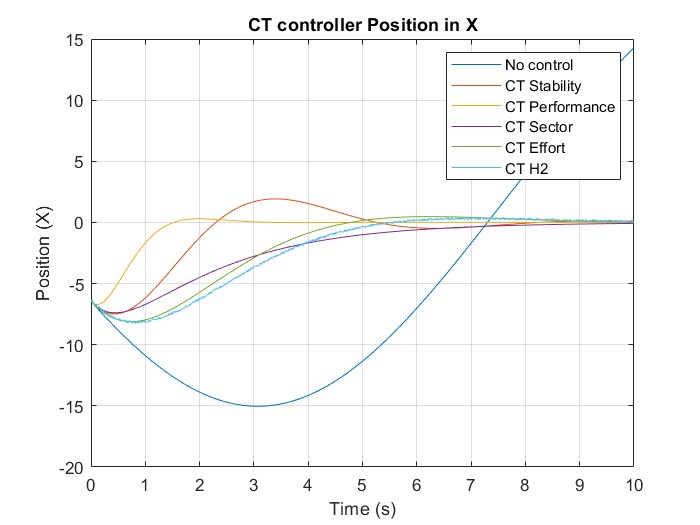 CT controller Position in X
15
10
5
0
-5
-10
-15
-20
Position (X)
No control
CT Stability
CT Performance
CT Sector
CT Effort
CT H2
0 1 2 3 4 5 6 7 8 9 10
Time (s)